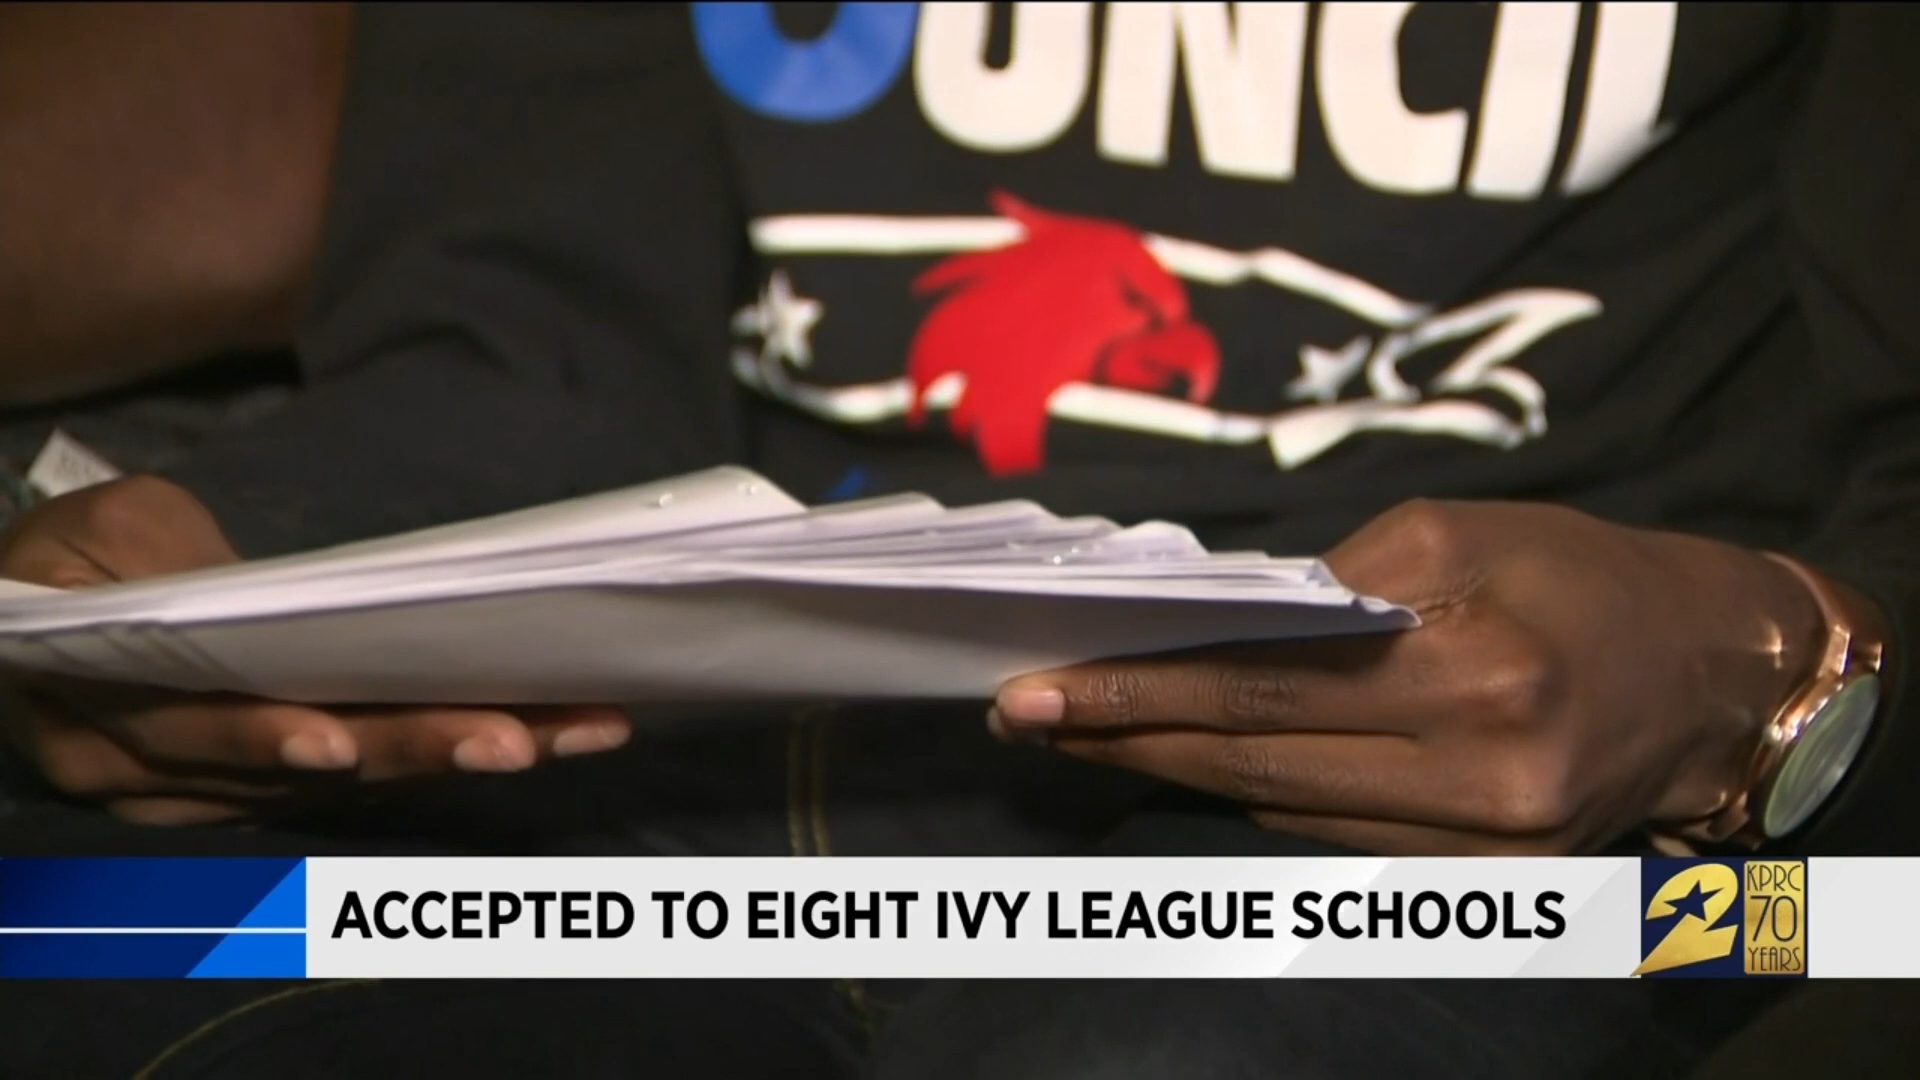 OUNCIL
ACCEPTED TO EIGHT IVY LEAGUE SCHOOLS
2
KPRC
70
YEARS